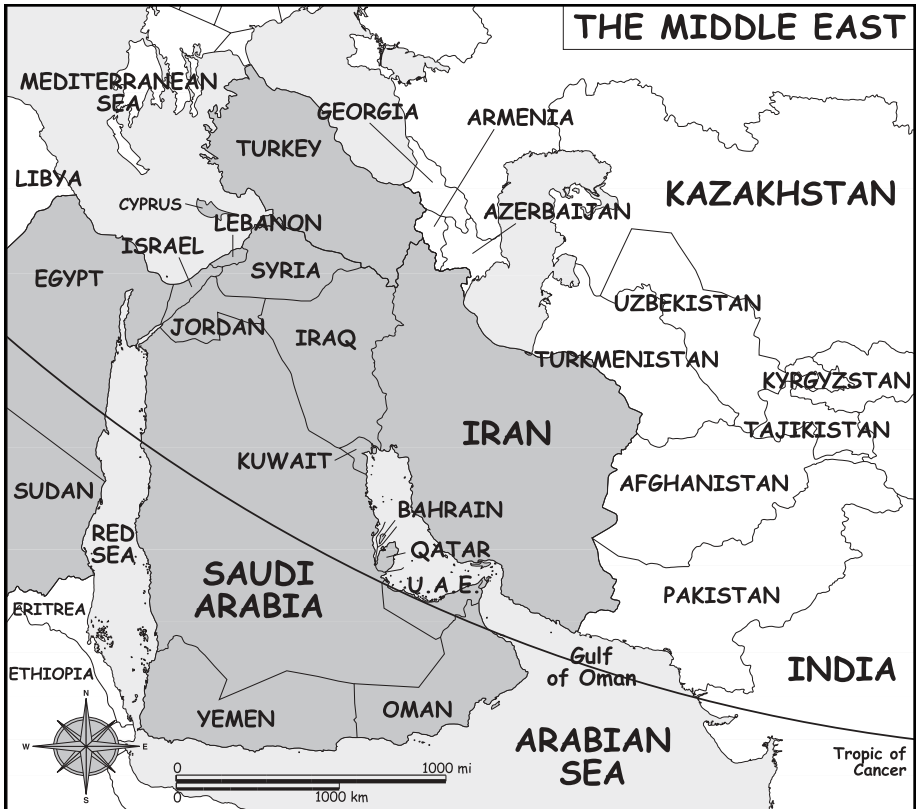 THE MIDDLE EAST
MEDITERRANEAN
SEA
GEORGIA
ARMENIA
TURKEY
LIBYA
KAZAKHSTAN
CYPRUS
LEBANON
AZERBAIJAN
ISRAEL
EGYPT
SYRIA
UZBEKISTAN
JORDAN
IRAQ
TURKMENISTAN
KYRGYZSTAN
IRAN
TAJIKISTAN
KUWAIT
AFGHANISTAN
SUDAN
BAHRAIN
RED
SEA
QATAR
SAUDI
ARABIA
U.A.E.
PAKISTAN
ERITREA
Gulf
of Oman
INDIA
ETHIOPIA
N
YEMEN
OMAN
W
E
ARABIAN
SEA
Tropic of
Cancer
0
1000 mi
0
1000 km
S